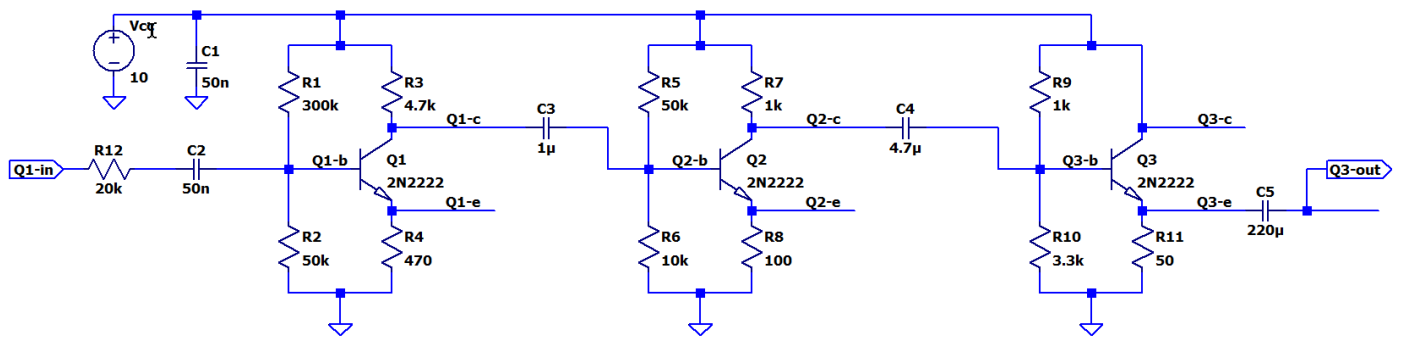 Vcc
10
C1
50n
R1
300k
R3
4.7k
R5
50k
R7
1k
R9
1k
Q1-c
C3
1µ
Q2-c
C4
4.7µ
Q3-c
Q1-in
R12
20k
C2
50n
Q1-b
Q1
2N2222
Q2-b
Q2
2N2222
Q3-b
Q3
2N2222
Q3-out
Q1-e
Q2-e
Q3-e
C5
220µ
R2
50k
R4
470
R6
10k
R8
100
R10
3.3k
R11
50